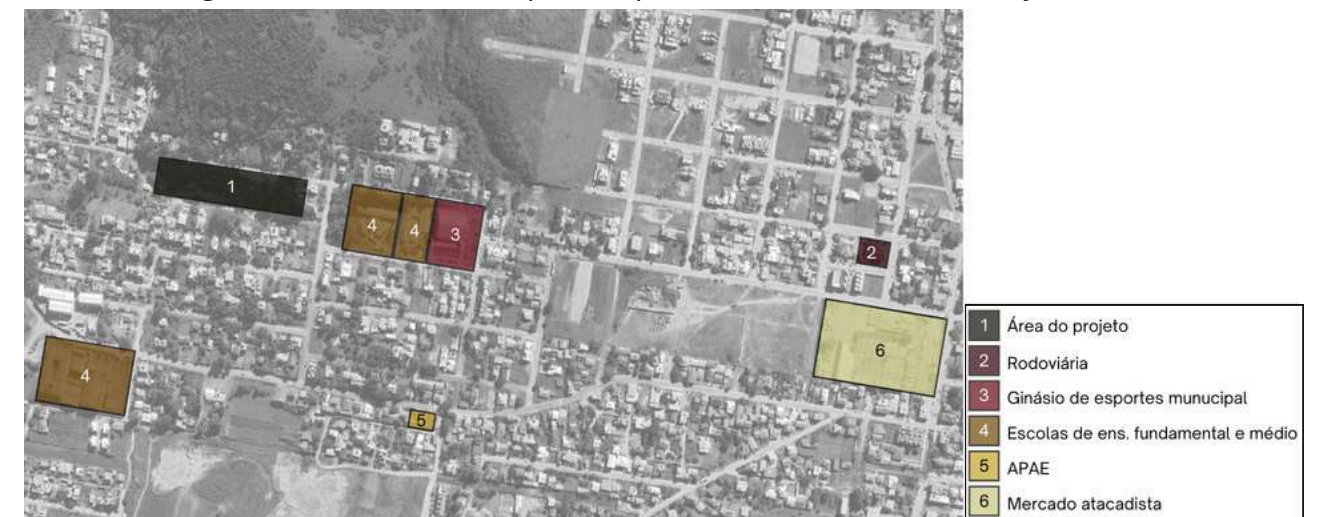 1
4
4
3
2
6
4
5
1 Área do projeto
2 Rodoviária
3 Ginásio de esportes munucipal
4 Escolas de ens. fundamental e médio
5 APAE
6 Mercado atacadista